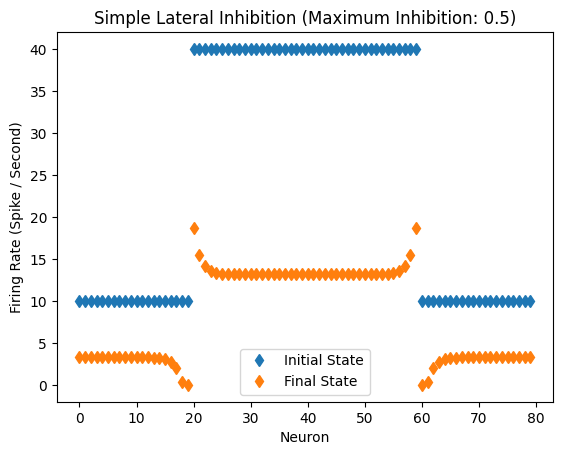 Simple Lateral Inhibition (Maximum Inhibition: 0.5)
Firing Rate (Spike / Second)
40
35
30
25
20
15
10
5
0
Initial State
Final State
0 10 20 30 40 50 60 70 80
Neuron